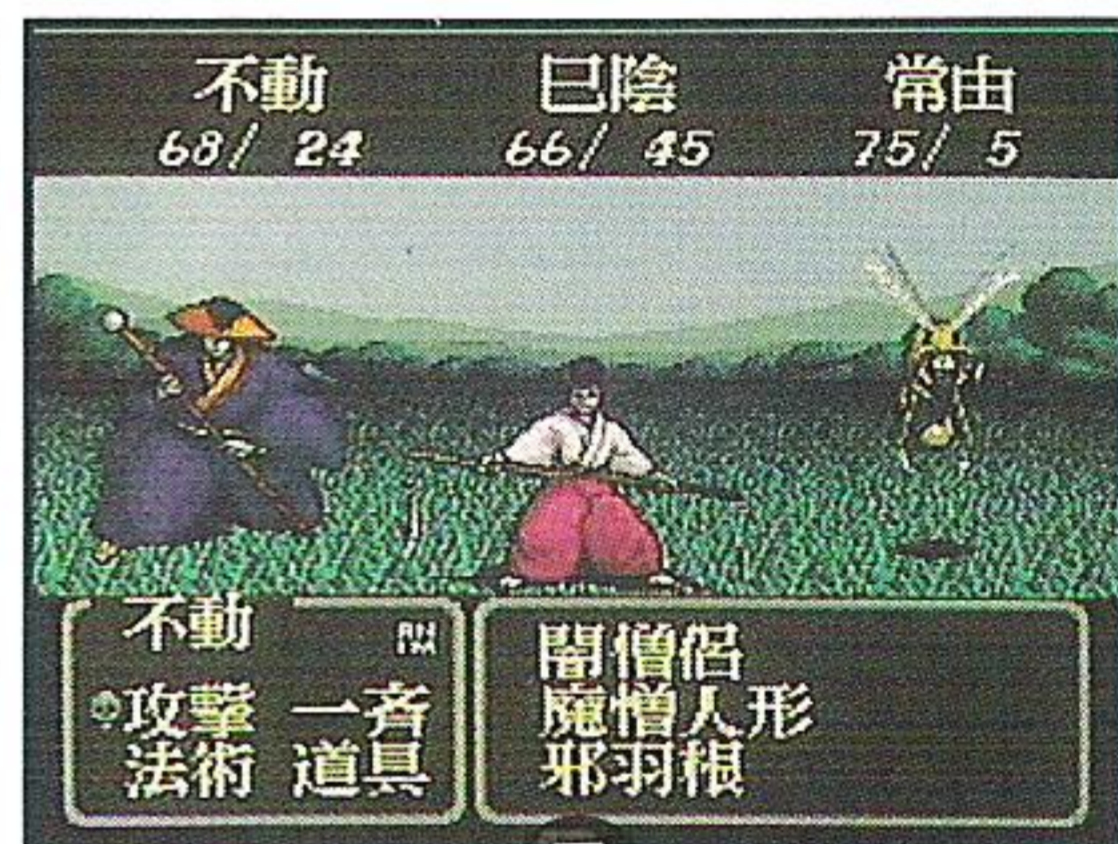 不動 巳陰 常由
68/ 24 66/ 45 75/ 5
不動
攻撃 一斉
法術 道具
闇僧侶
魔僧人形
邪羽根